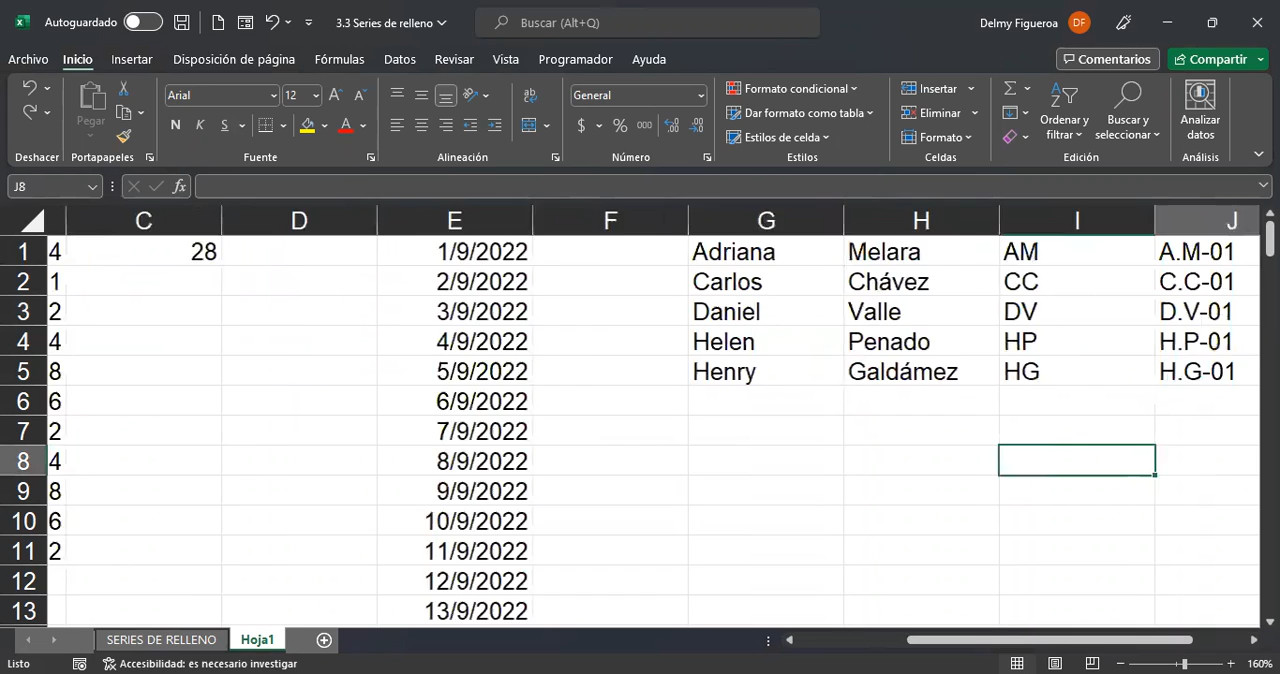 Autoguardado 3.3 Series de relleno Buscar (Alt+Q) Delmy Figueroa DF
Archivo Inicio Insertar Disposición de página Fórmulas Datos Revisar Vista Programador Ayuda Comentarios Compartir
Pegar Arial 12 General Formato condicional Insertar
N K S $ % 000 Dar formato como tabla Eliminar Ordenar y filtrar Buscar y seleccionar Analizar datos
Estilos de celda Formato
Deshacer Portapapeles Fuente Alineación Número Estilos Celdas Edición Análisis
J8 fx
C D E F G H I J
1 4 28 1/9/2022 Adriana Melara AM A.M-01
2 1 2/9/2022 Carlos Chávez CC C.C-01
3 2 3/9/2022 Daniel Valle DV D.V-01
4 4 4/9/2022 Helen Penado HP H.P-01
5 8 5/9/2022 Henry Galdámez HG H.G-01
6 6 6/9/2022
7 2 7/9/2022
8 4 8/9/2022
9 8 9/9/2022
10 6 10/9/2022
11 2 11/9/2022
12 12/9/2022
13 13/9/2022
SERIES DE RELLENO Hoja1
Listo Accesibilidad: es necesario investigar 160%